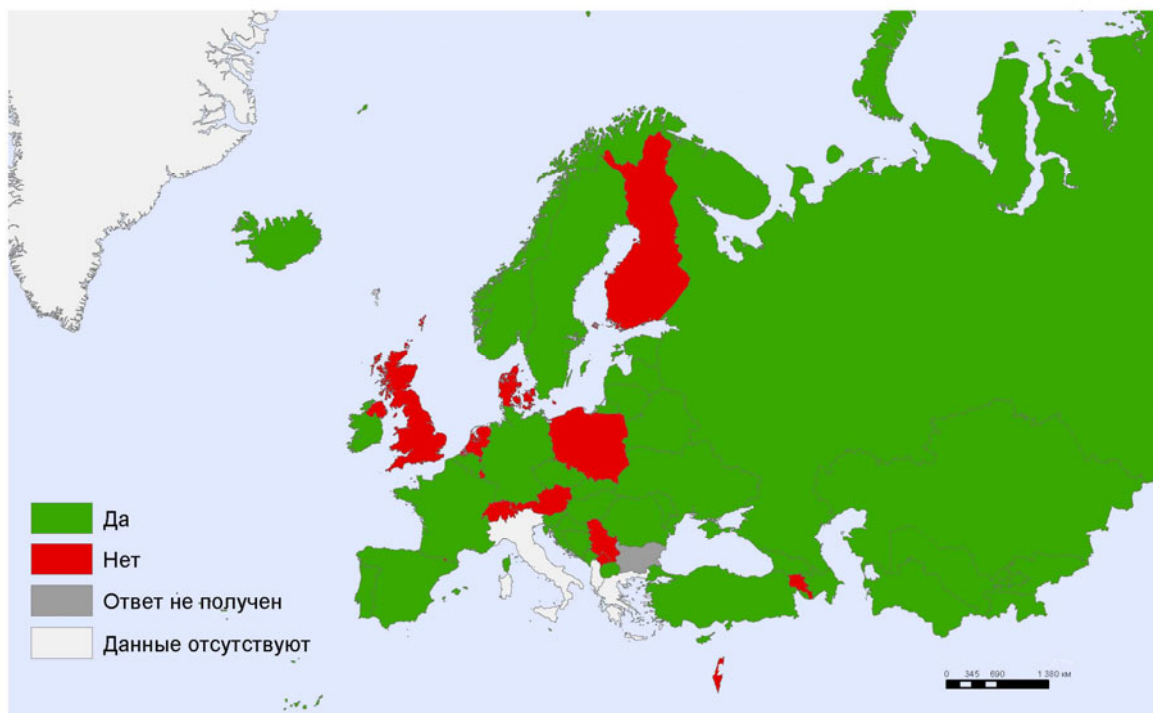 Да
Нет
Ответ не получен
Данные отсутствуют
0 345 690 1 380 км